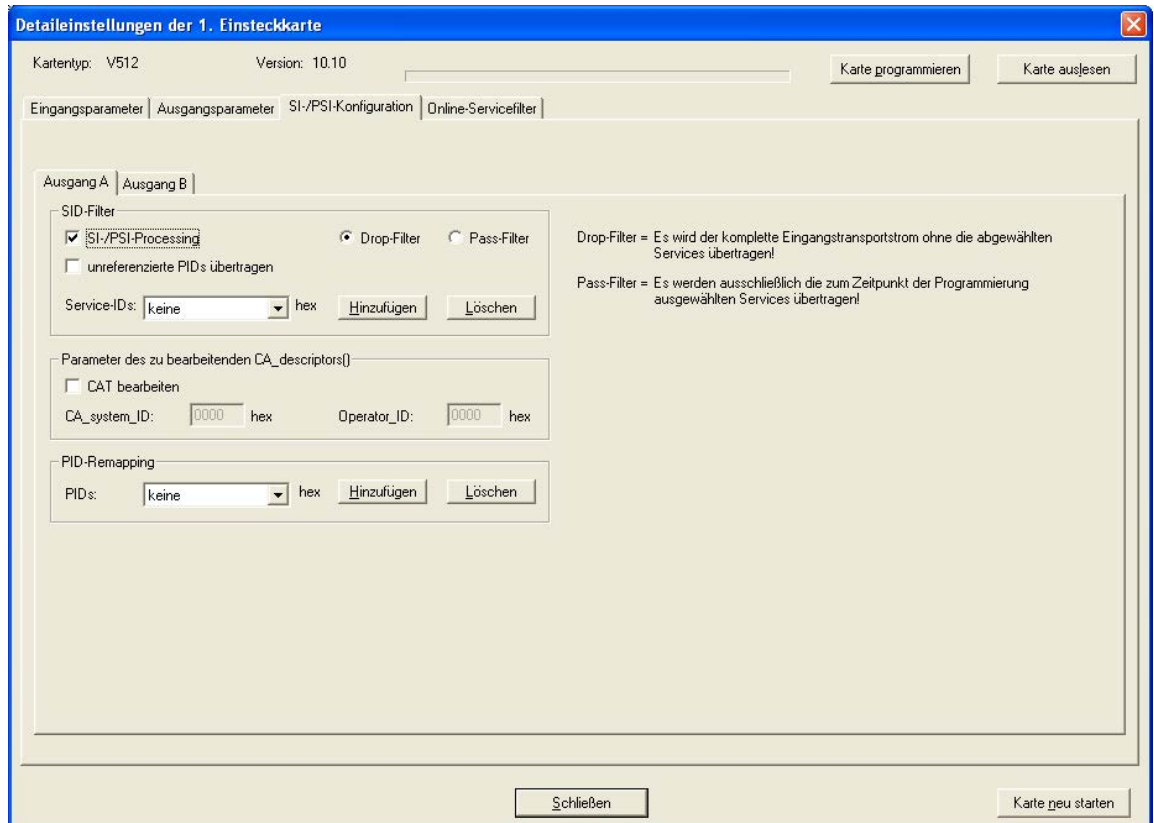 Detaileinstellungen der 1. Einsteckkarte
Kartentyp: V512 Version: 10.10 Karte programmieren Karte auslesen
Eingangsparameter Ausgangsparameter SI-/PSI-Konfiguration Online-Servicefilter
Ausgang A Ausgang B
SID-Filter
SI-/PSI-Processing Drop-Filter Pass-Filter
unreferenzierte PIDs übertragen
Service-IDs: keine hex Hinzufügen Löschen
Drop-Filter = Es wird der komplette Eingangstransportstrom ohne die abgewählten
Services übertragen!
Pass-Filter = Es werden ausschließlich die zum Zeitpunkt der Programmierung
ausgewählten Services übertragen!
Parameter des zu bearbeitenden CA_descriptors()
CAT bearbeiten
CA_system_ID: 0000 hex Operator_ID: 0000 hex
PID-Remapping
PIDs: keine hex Hinzufügen Löschen
Schließen Karte neu starten